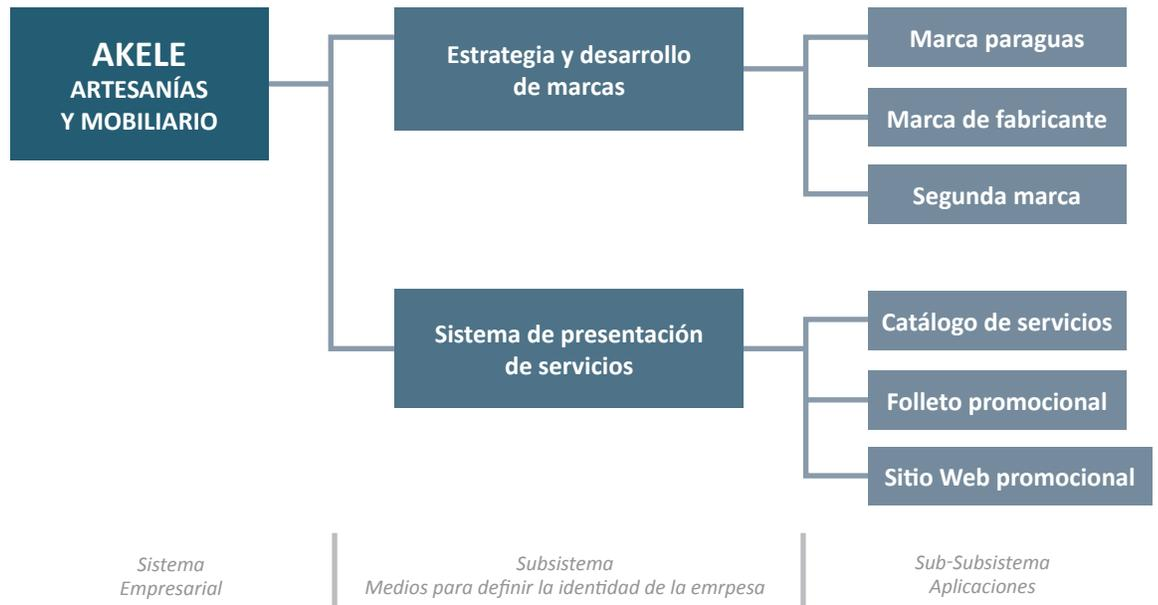 AKELE
ARTESANÍAS
Y MOBILIARIO
Estrategia y desarrollo
de marcas
Marca paraguas
Marca de fabricante
Segunda marca
Sistema de presentación
de servicios
Catálogo de servicios
Folleto promocional
Sitio Web promocional
Sistema
Empresarial
Subsistema
Medios para definir la identidad de la emrpesa
Sub-Subsistema
Aplicaciones